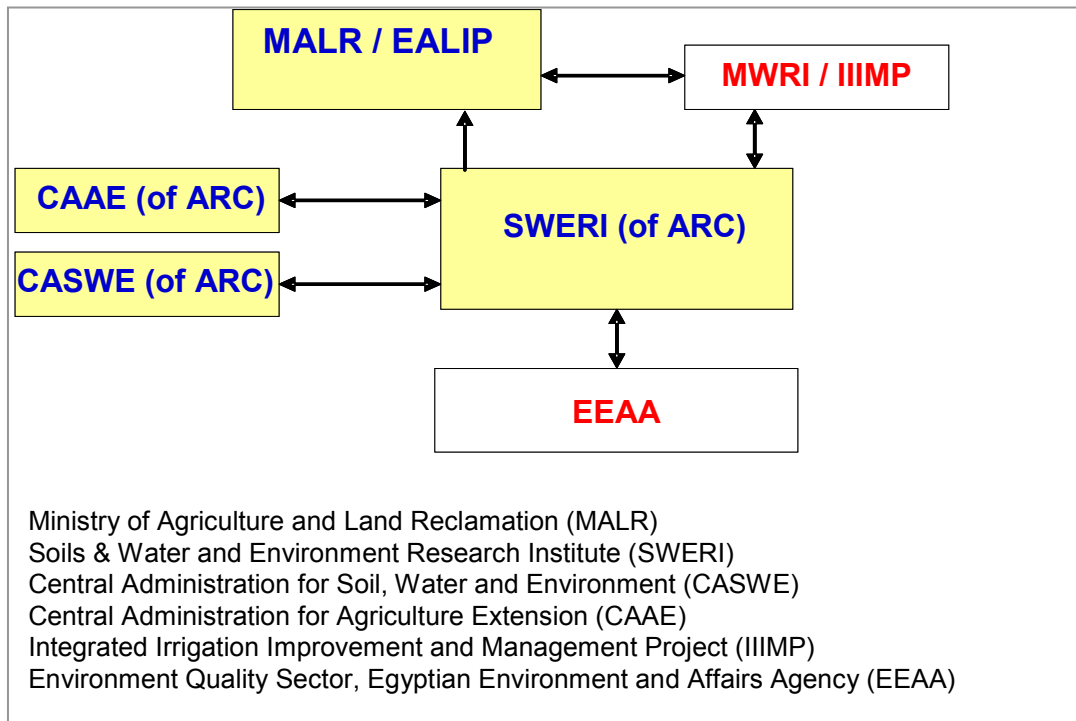 MALR / EALIP
MWRI / IIIMP
CAAE (of ARC)
SWERI (of ARC)
CASWE (of ARC)
EEAA
Ministry of Agriculture and Land Reclamation (MALR)
Soils & Water and Environment Research Institute (SWERI)
Central Administration for Soil, Water and Environment (CASWE)
Central Administration for Agriculture Extension (CAAE)
Integrated Irrigation Improvement and Management Project (IIIMP)
Environment Quality Sector, Egyptian Environment and Affairs Agency (EEAA)